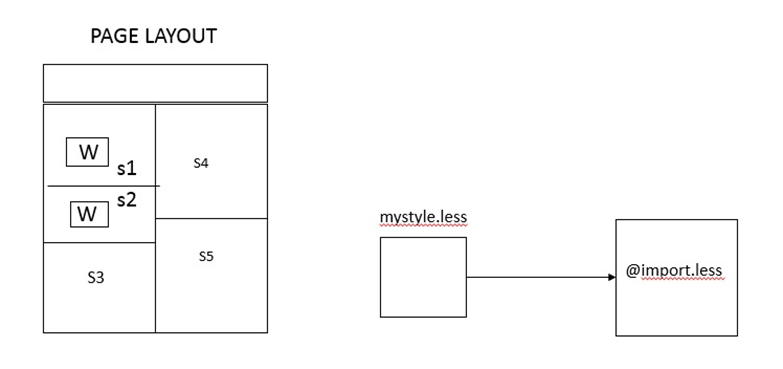 PAGE LAYOUT
W
s1
S4
W
s2
S3
S5
mystyle.less
@import.less